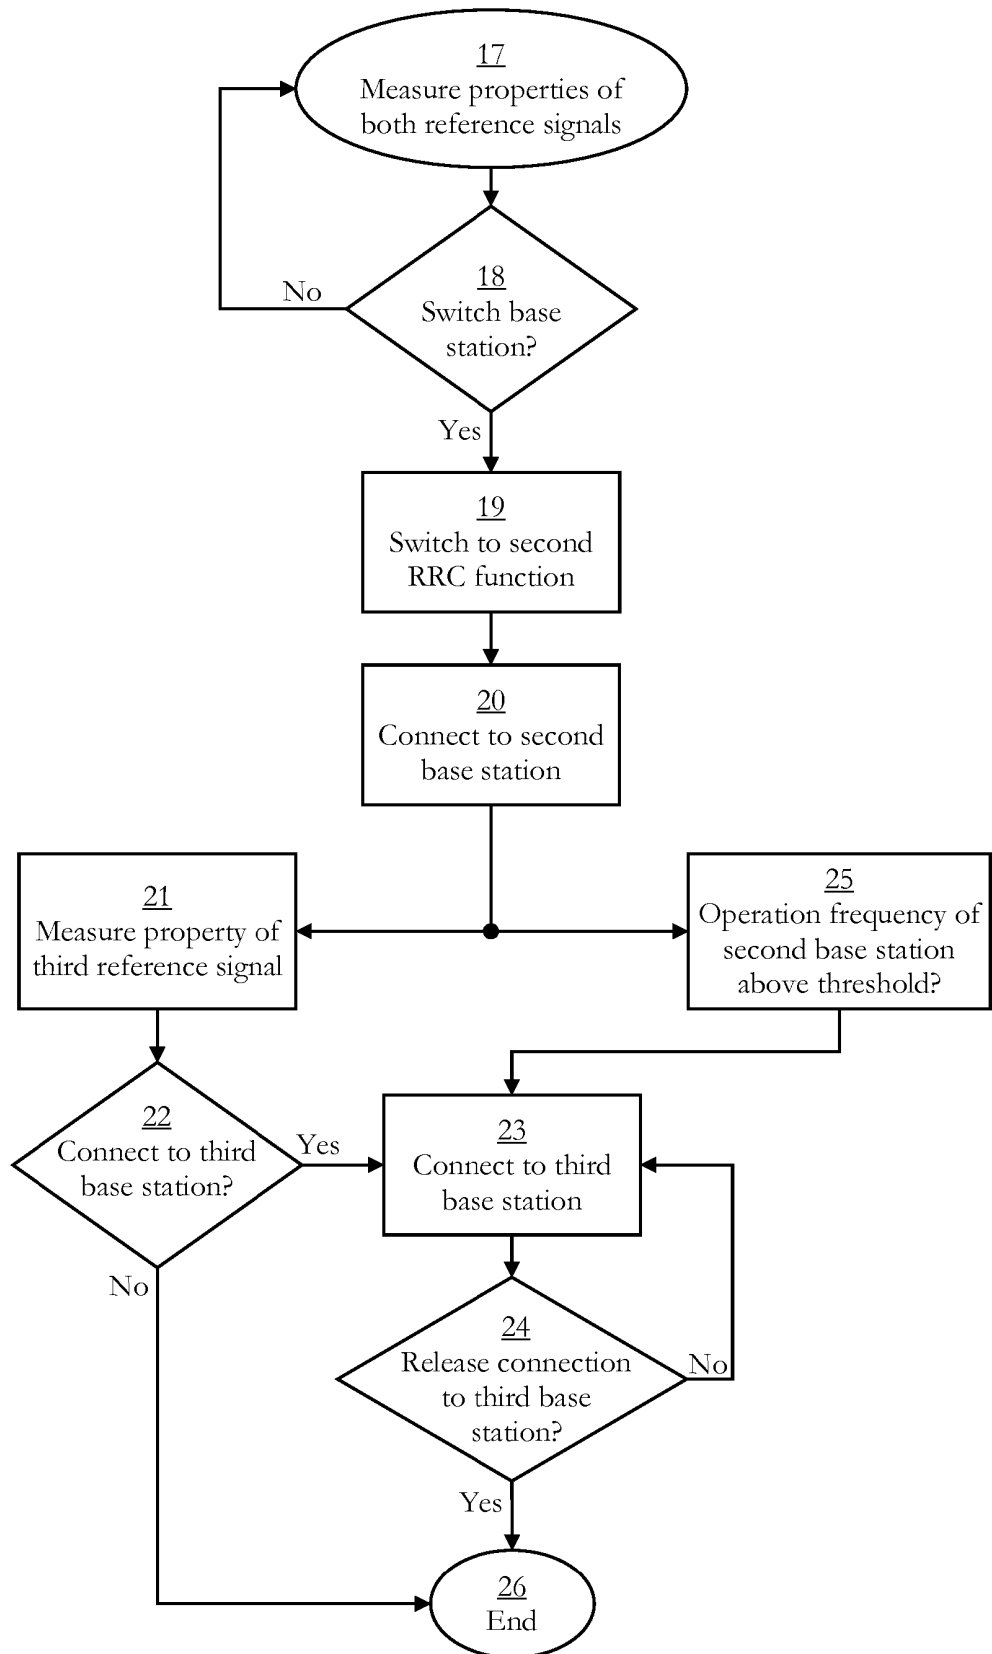 17
Measure properties of
both reference signals
18
Switch base
station?
No
Yes
19
Switch to second
RRC function
20
Connect to second
base station
21
Measure property of
third reference signal
25
Operation frequency of
second base station
above threshold?
22
Connect to third
base station?
Yes
No
23
Connect to third
base station
24
Release connection
to third base
station?
No
Yes
26
End